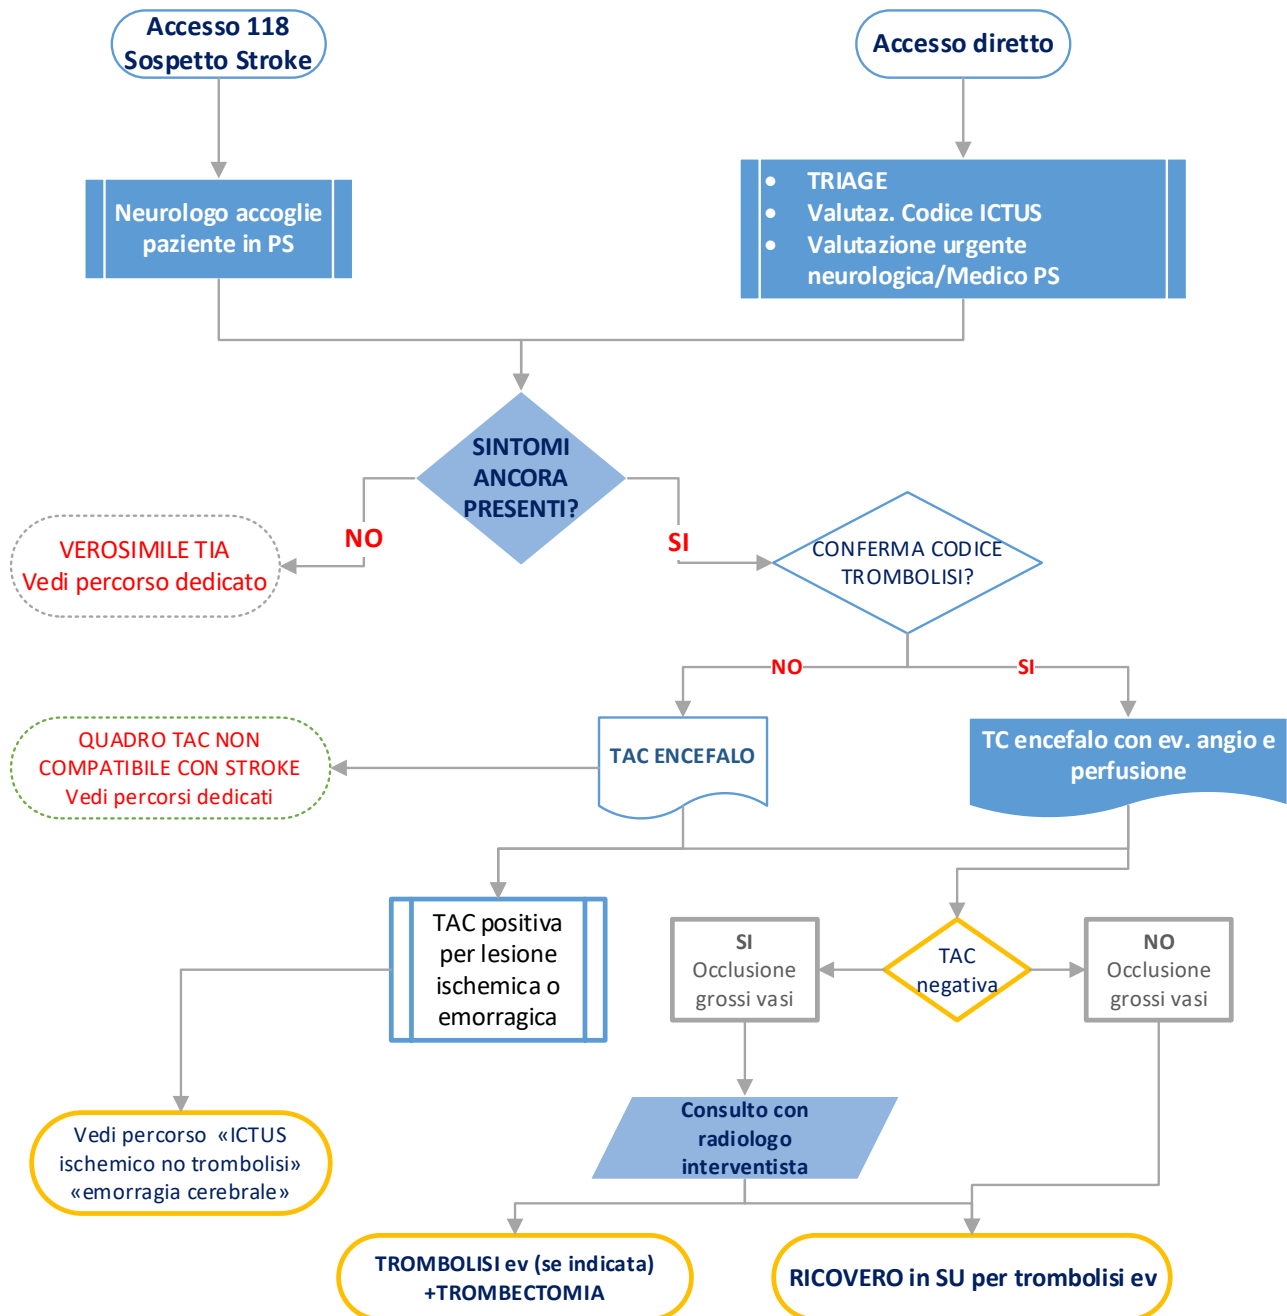 Accesso 118
Sospetto Stroke
Accesso diretto
Neurologo accoglie
paziente in PS
• TRIAGE
• Valutaz. Codice ICTUS
• Valutazione urgente
neurologica/Medico PS
SINTOMI
ANCORA
PRESENTI?
NO
SI
VEROSIMILE TIA
Vedi percorso dedicato
CONFERMA CODICE
TROMBOLISI?
NO
SI
QUADRO TAC NON
COMPATIBILE CON STROKE
Vedi percorsi dedicati
TAC ENCEFALO
TC encefalo con ev. angio e
perfusione
TAC positiva
per lesione
ischemica o
emorragica
SI
Occlusione
grossi vasi
TAC
negativa
NO
Occlusione
grossi vasi
Vedi percorso «ICTUS
ischemico no trombolisi»
«emorragia cerebrale»
Consulto con
radiologo
interventista
TROMBOLISI ev (se indicata)
+TROMBECTOMIA
RICOVERO in SU per trombolisi ev